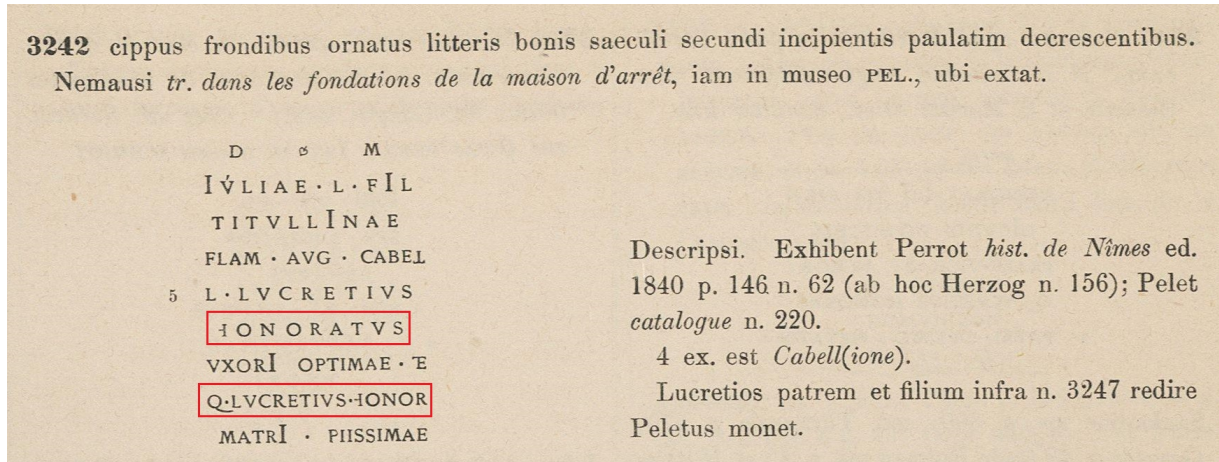 3242 cippus frondibus ornatus litteris bonis saeculi secundi incipientis paulatim decrescentibus.
Nemausi tr. dans les fondations de la maison d'arrêt, iam in museo PEL., ubi extat.
D ⊗ M
IV́LIAE · L · FIL
TITVLLINAE
FLAM · AVG · CABEL
5 L · LVCRETIVS
HONORATVS
VXORI OPTIMAE · E
Q · LVCRETIVS · HONOR
MATRI · PIISSIMAE
Descripsi. Exhibent Perrot hist. de Nîmes ed.
1840 p. 146 n. 62 (ab hoc Herzog n. 156); Pelet
catalogue n. 220.
4 ex. est Cabell(ione).
Lucretios patrem et filium infra n. 3247 redire
Peletus monet.